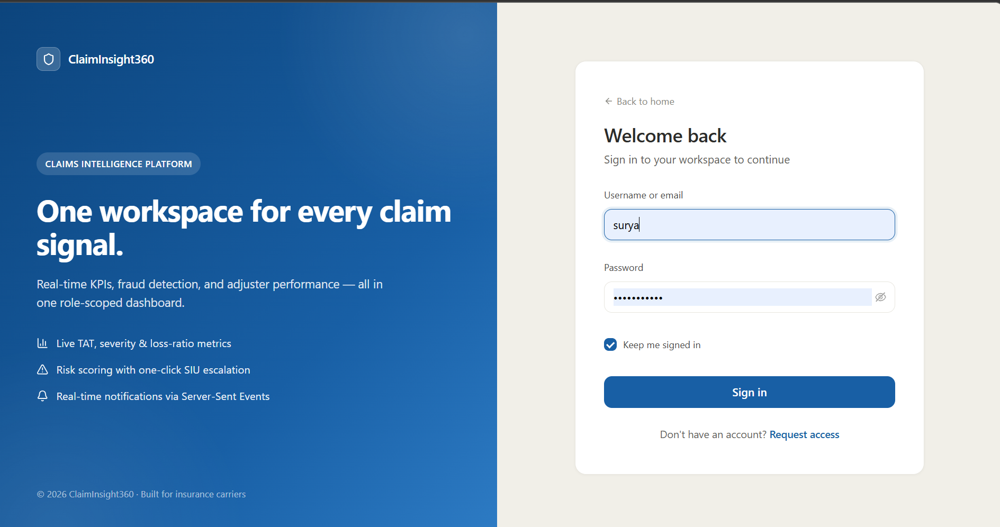 ClaimInsight360
CLAIMS INTELLIGENCE PLATFORM
One workspace for every claim
signal.
Real-time KPIs, fraud detection, and adjuster performance — all in
one role-scoped dashboard.
Live TAT, severity & loss-ratio metrics
Risk scoring with one-click SIU escalation
Real-time notifications via Server-Sent Events
© 2026 ClaimInsight360 · Built for insurance carriers
Back to home
Welcome back
Sign in to your workspace to continue
Username or email
surya
Password
•••••••••••
Keep me signed in
Sign in
Don't have an account? Request access